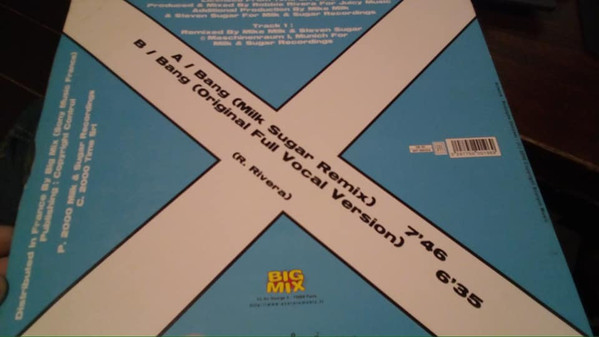 Produced & Mixed By Robbie Rivera For Juicy Music
Additional Production By Mike Milk
& Steven Sugar For Milk & Sugar Recordings
Track 1 :
Remixed By Mike Milk & Steven Sugar
@ Maschinenraum I, Munich For
Milk & Sugar Recordings
A / Bang (Milk Sugar Remix) 7'46
B / Bang (Original Full Vocal Version) 6'35
(R. Rivera)
Distributed In France By Big Mix (Sony Music France)
Publishing : Copyright Control
P. 2000 Milk & Sugar Recordings
C. 2000 Time Srl
BIG
MIX